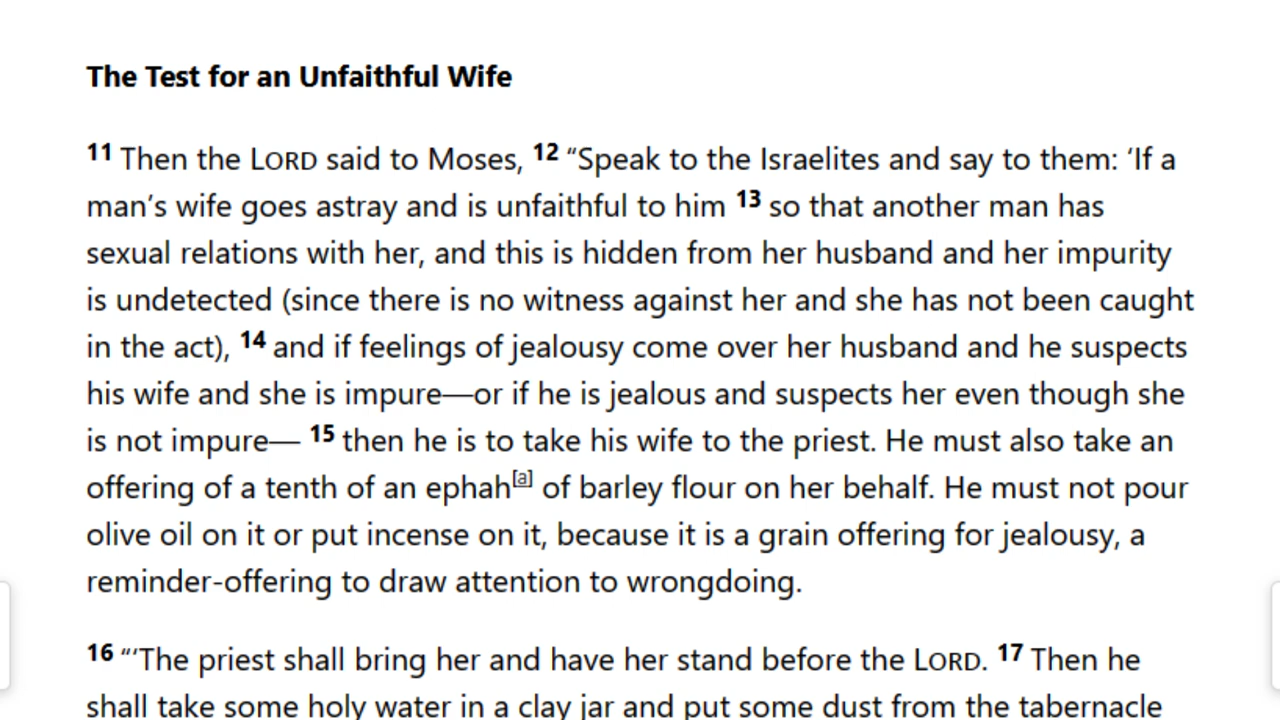 The Test for an Unfaithful Wife
11 Then the LORD said to Moses, 12 “Speak to the Israelites and say to them: ‘If a
man’s wife goes astray and is unfaithful to him 13 so that another man has
sexual relations with her, and this is hidden from her husband and her impurity
is undetected (since there is no witness against her and she has not been caught
in the act), 14 and if feelings of jealousy come over her husband and he suspects
his wife and she is impure—or if he is jealous and suspects her even though she
is not impure— 15 then he is to take his wife to the priest. He must also take an
offering of a tenth of an ephah[a] of barley flour on her behalf. He must not pour
olive oil on it or put incense on it, because it is a grain offering for jealousy, a
reminder-offering to draw attention to wrongdoing.
16 “‘The priest shall bring her and have her stand before the LORD. 17 Then he
shall take some holy water in a clay jar and put some dust from the tabernacle